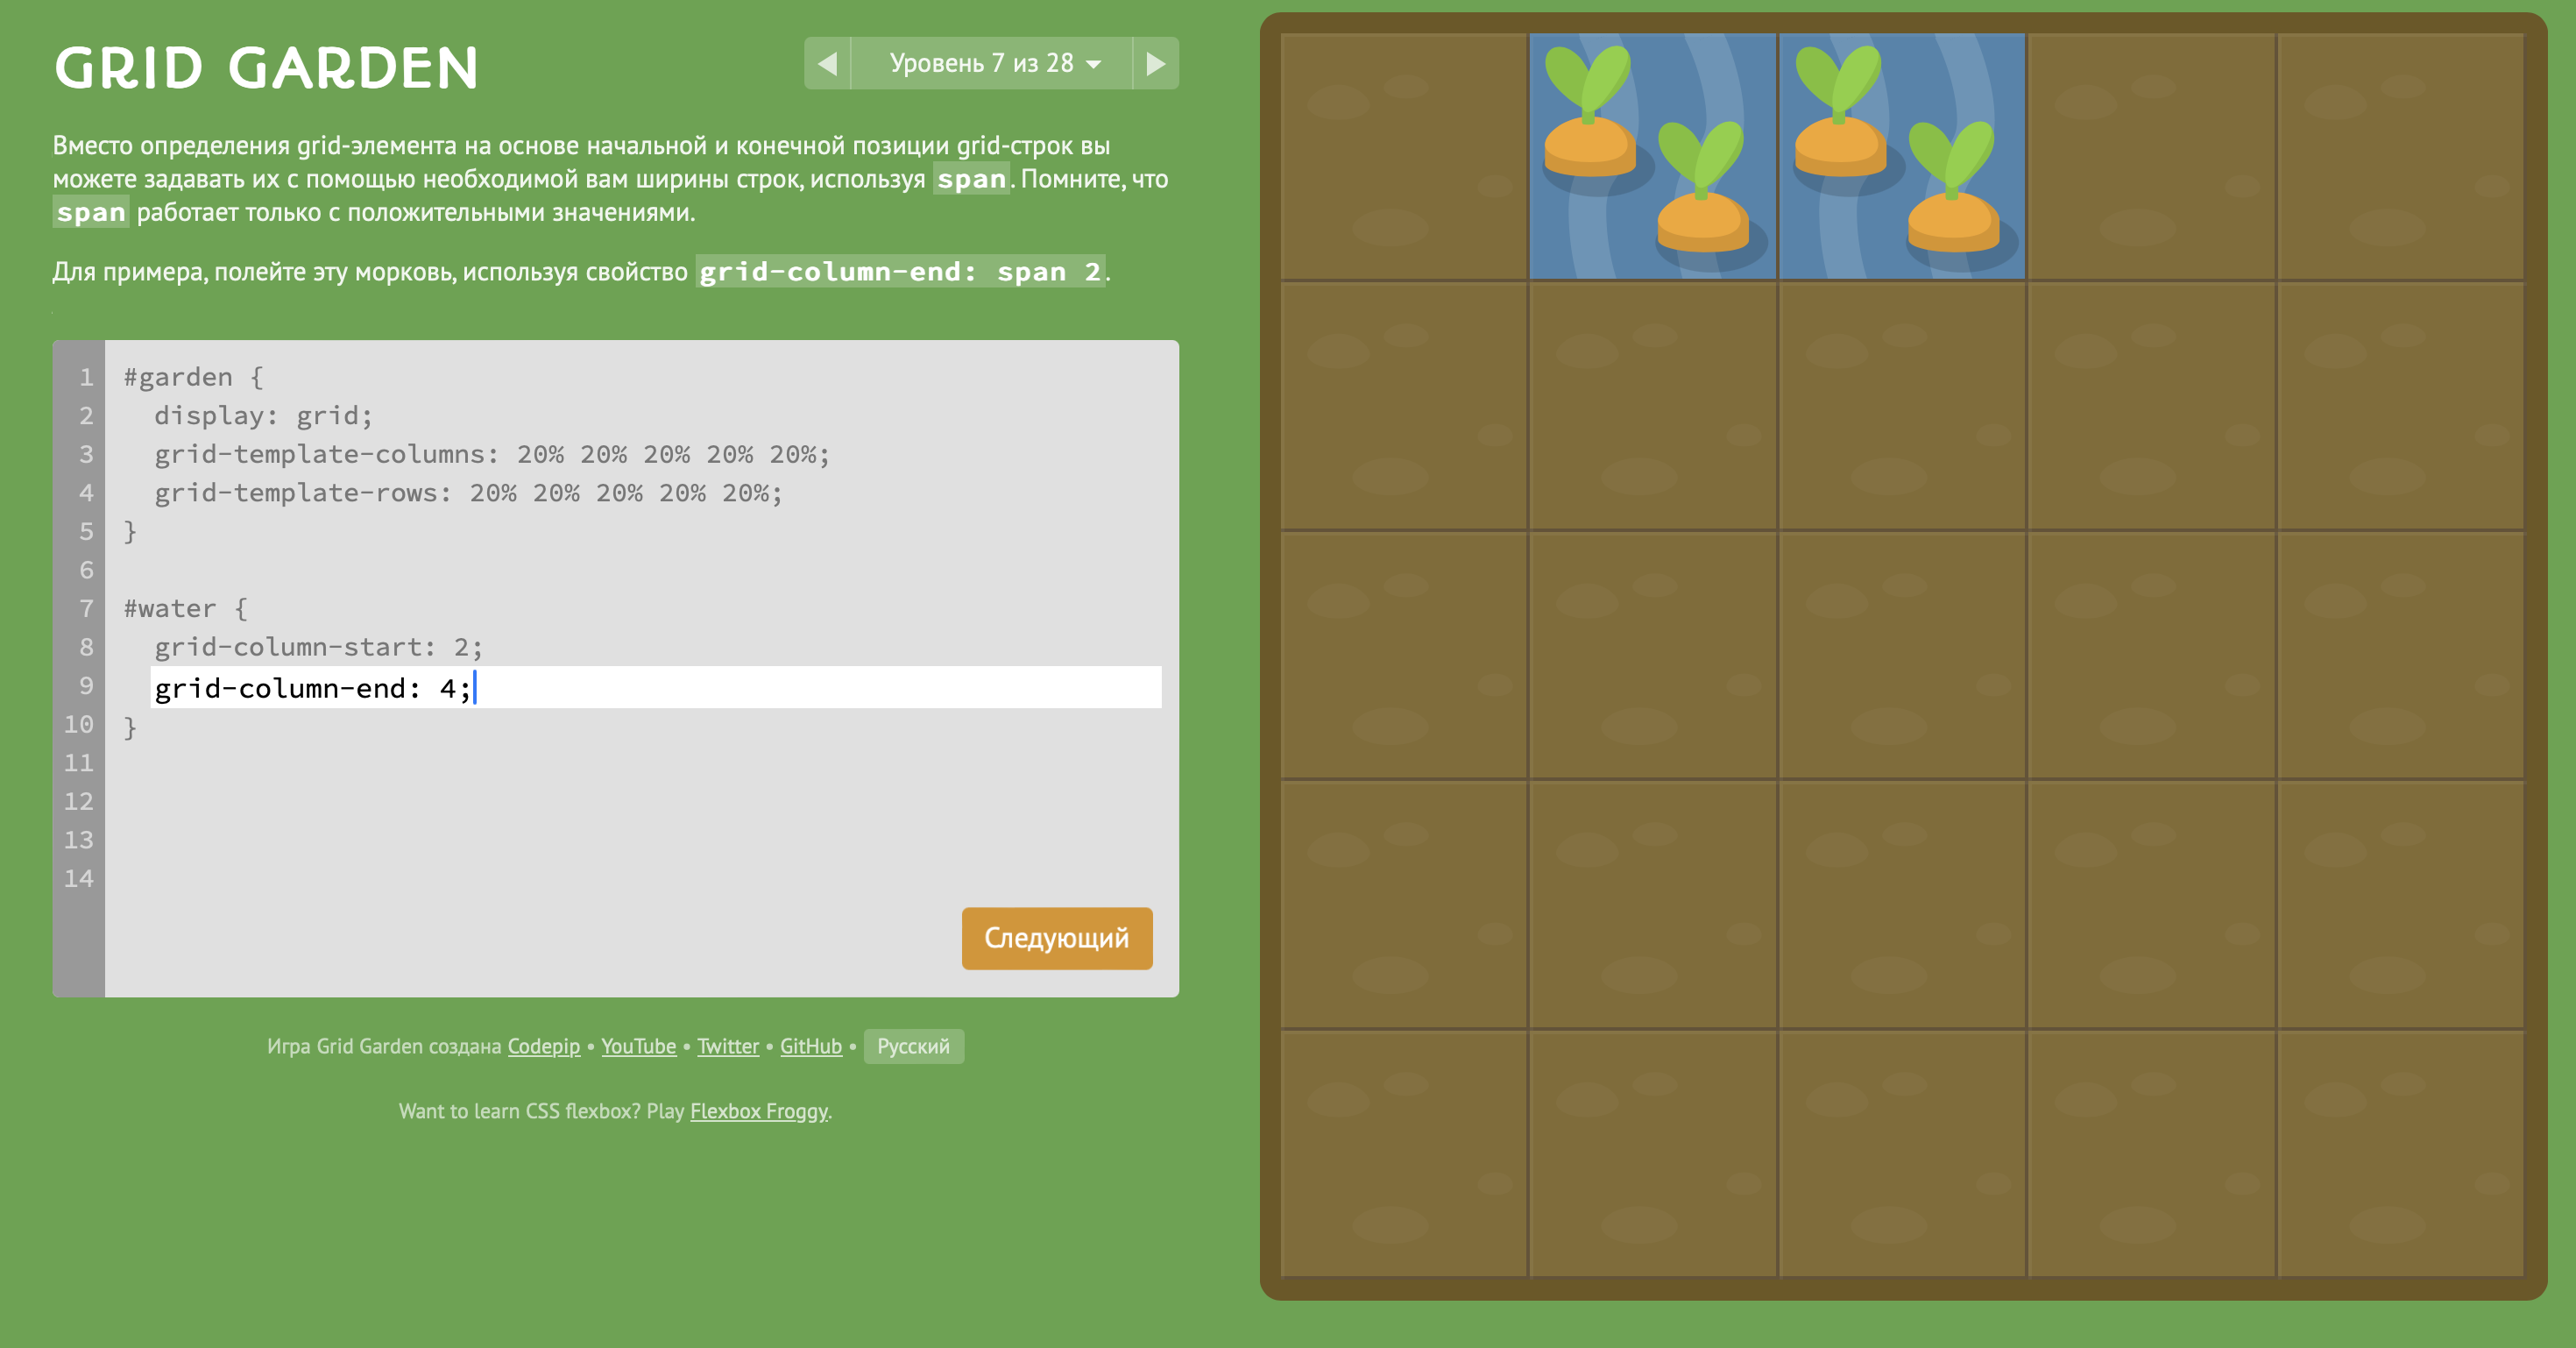 GRID GARDEN
Уровень 7 из 28
Вместо определения grid-элемента на основе начальной и конечной позиции grid-строк вы
можете задавать их с помощью необходимой вам ширины строк, используя span. Помните, что
span работает только с положительными значениями.
Для примера, полейте эту морковь, используя свойство grid-column-end: span 2.
1 #garden {
2 display: grid;
3 grid-template-columns: 20% 20% 20% 20% 20%;
4 grid-template-rows: 20% 20% 20% 20% 20%;
5 }
6
7 #water {
8 grid-column-start: 2;
9 grid-column-end: 4;
10 }
11
12
13
14
Следующий
Игра Grid Garden создана Codepip • YouTube • Twitter • GitHub • Русский
Want to learn CSS flexbox? Play Flexbox Froggy.